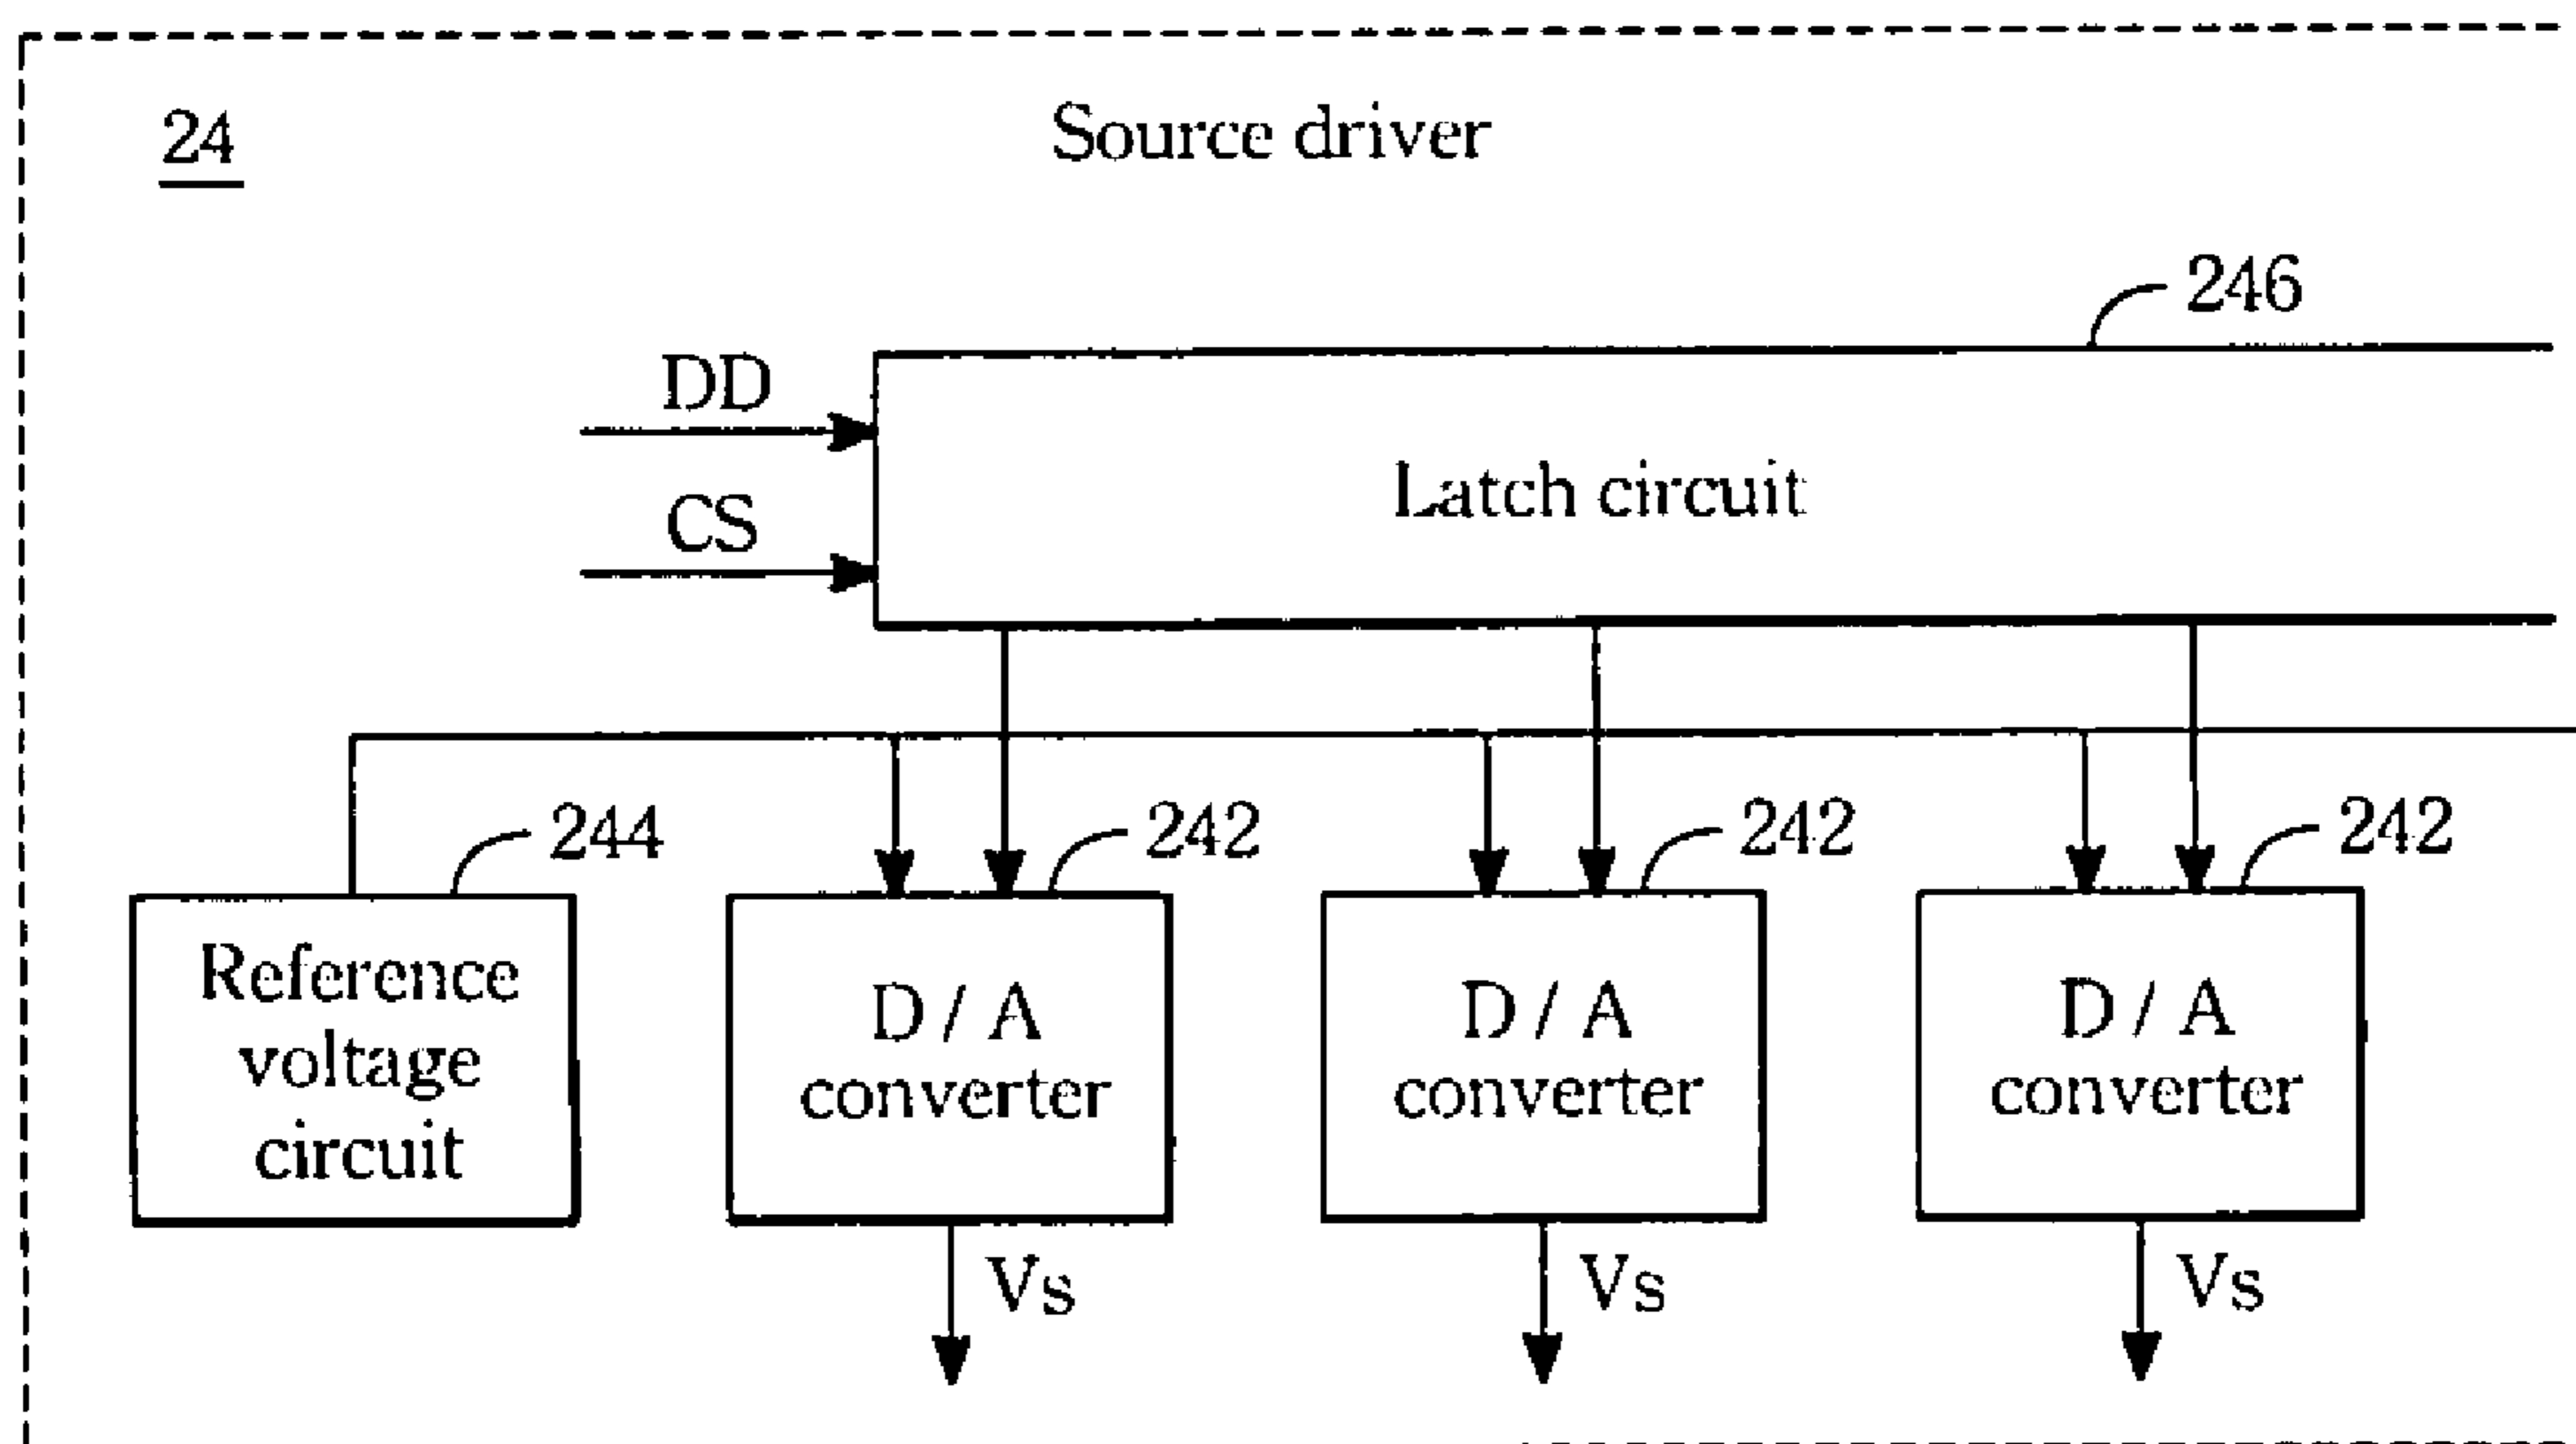 24
Source driver
246
DD
CS
Latch circuit
244
242
242
242
Reference
voltage
circuit
D / A
converter
D / A
converter
D / A
converter
Vs
Vs
Vs